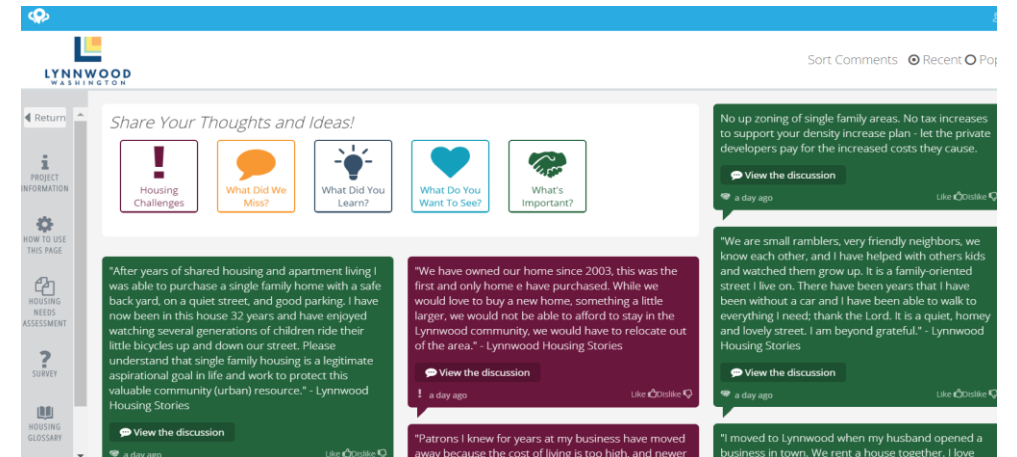 LYNNWOOD
WASHINGTON
Sort Comments Recent Pop
Return
PROJECT
INFORMATION
HOW TO USE
THIS PAGE
HOUSING
NEEDS
ASSESSMENT
SURVEY
HOUSING
GLOSSARY
Share Your Thoughts and Ideas!
Housing
Challenges
What Did We
Miss?
What Did You
Learn?
What Do You
Want To See?
What's
Important?
"After years of shared housing and apartment living I
was able to purchase a single family home with a safe
back yard, on a quiet street, and good parking. I have
now been in this house 32 years and have enjoyed
watching several generations of children ride their
little bicycles up and down our street. Please
understand that single family housing is a legitimate
aspirational goal in life and work to protect this
valuable community (urban) resource." - Lynnwood
Housing Stories
View the discussion
a day ago Like Dislike
"We have owned our home since 2003, this was the
first and only home e have purchased. While we
would love to buy a new home, something a little
larger, we would not be able to afford to stay in the
Lynnwood community, we would have to relocate out
of the area." - Lynnwood Housing Stories
View the discussion
a day ago Like Dislike
"Patrons I knew for years at my business have moved
away because the cost of living is too high, and newer
No up zoning of single family areas. No tax increases
to support your density increase plan - let the private
developers pay for the increased costs they cause.
View the discussion
a day ago Like Dislike
"We are small ramblers, very friendly neighbors, we
know each other, and I have helped with others kids
and watched them grow up. It is a family-oriented
street I live on. There have been years that I have
been without a car and I have been able to walk to
everything I need; thank the Lord. It is a quiet, homey
and lovely street. I am beyond grateful." - Lynnwood
Housing Stories
View the discussion
a day ago Like Dislike
"I moved to Lynnwood when my husband opened a
business in town. We rent a house together. I love